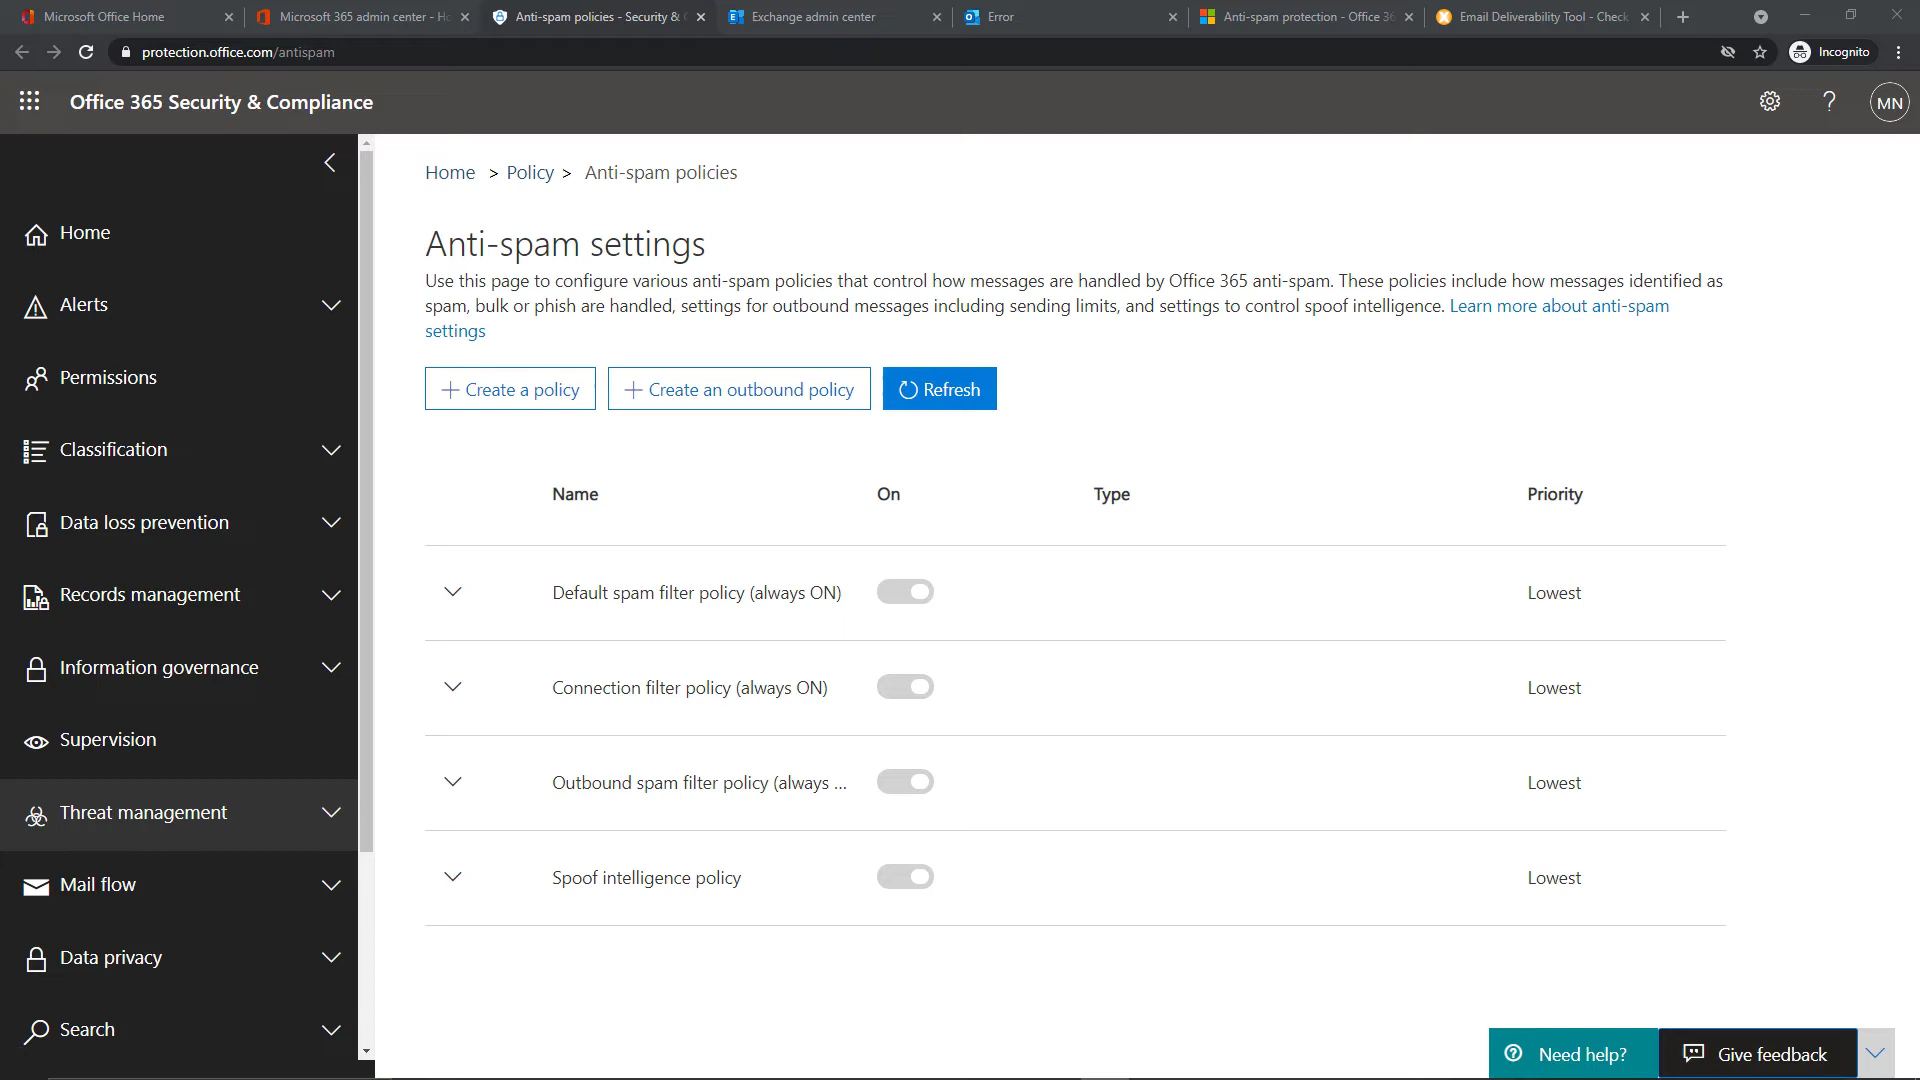 Microsoft Office Home
Microsoft 365 admin center - Ho
Anti-spam policies - Security & C
Exchange admin center
Error
Anti-spam protection - Office 36
Email Deliverability Tool - Check
protection.office.com/antispam
Incognito
Office 365 Security & Compliance
MN
Home
Alerts
Permissions
Classification
Data loss prevention
Records management
Information governance
Supervision
Threat management
Mail flow
Data privacy
Search
Home > Policy > Anti-spam policies
Anti-spam settings
Use this page to configure various anti-spam policies that control how messages are handled by Office 365 anti-spam. These policies include how messages identified as
spam, bulk or phish are handled, settings for outbound messages including sending limits, and settings to control spoof intelligence. Learn more about anti-spam
settings
Create a policy
Create an outbound policy
Refresh
Name On Type Priority
Default spam filter policy (always ON) Lowest
Connection filter policy (always ON) Lowest
Outbound spam filter policy (always ... Lowest
Spoof intelligence policy Lowest
Need help?
Give feedback